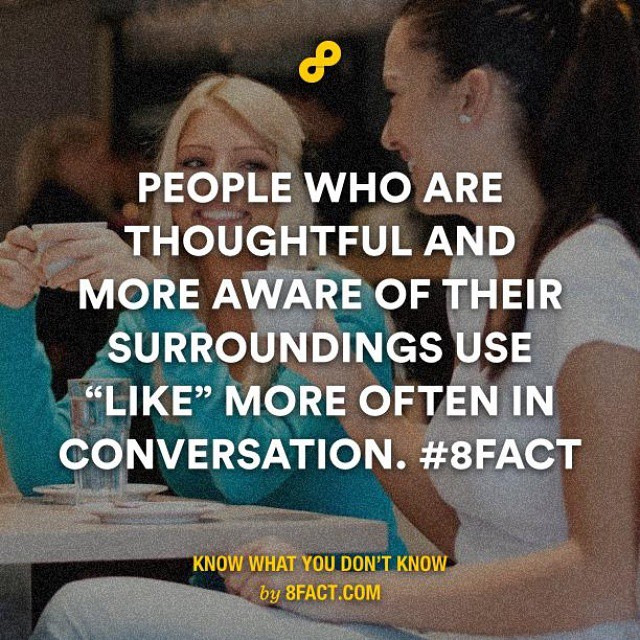 PEOPLE WHO ARE
THOUGHTFUL AND
MORE AWARE OF THEIR
SURROUNDINGS USE
“LIKE” MORE OFTEN IN
CONVERSATION. #8FACT
KNOW WHAT YOU DON'T KNOW
by 8FACT.COM